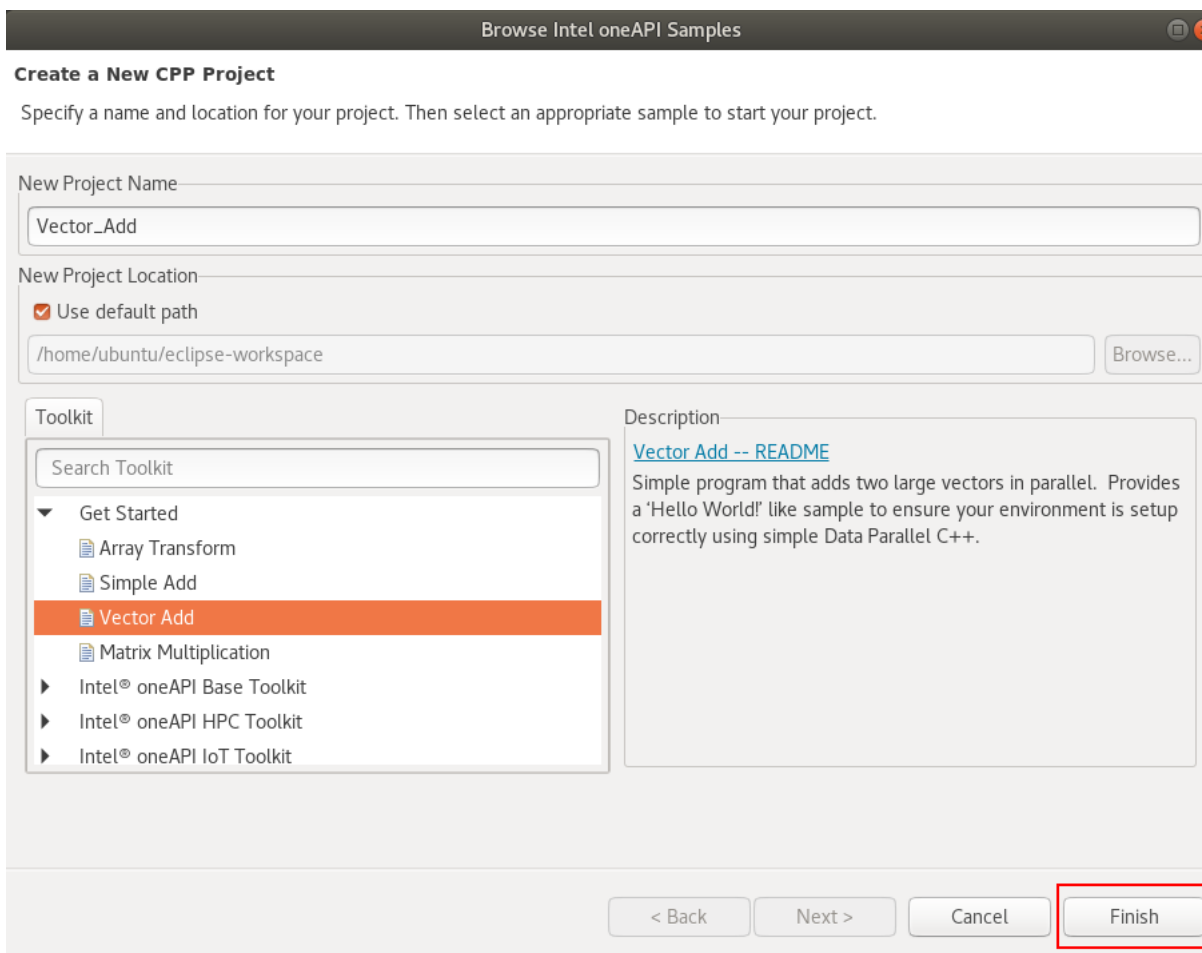 Browse Intel oneAPI Samples
Create a New CPP Project
Specify a name and location for your project. Then select an appropriate sample to start your project.
New Project Name
Vector_Add
New Project Location
Use default path
/home/ubuntu/eclipse-workspace
Browse...
Toolkit
Search Toolkit
Get Started
Array Transform
Simple Add
Vector Add
Matrix Multiplication
Intel® oneAPI Base Toolkit
Intel® oneAPI HPC Toolkit
Intel® oneAPI IoT Toolkit
Description
Vector Add -- README
Simple program that adds two large vectors in parallel.  Provides
a ‘Hello World!’ like sample to ensure your environment is setup
correctly using simple Data Parallel C++.
< Back
Next >
Cancel
Finish